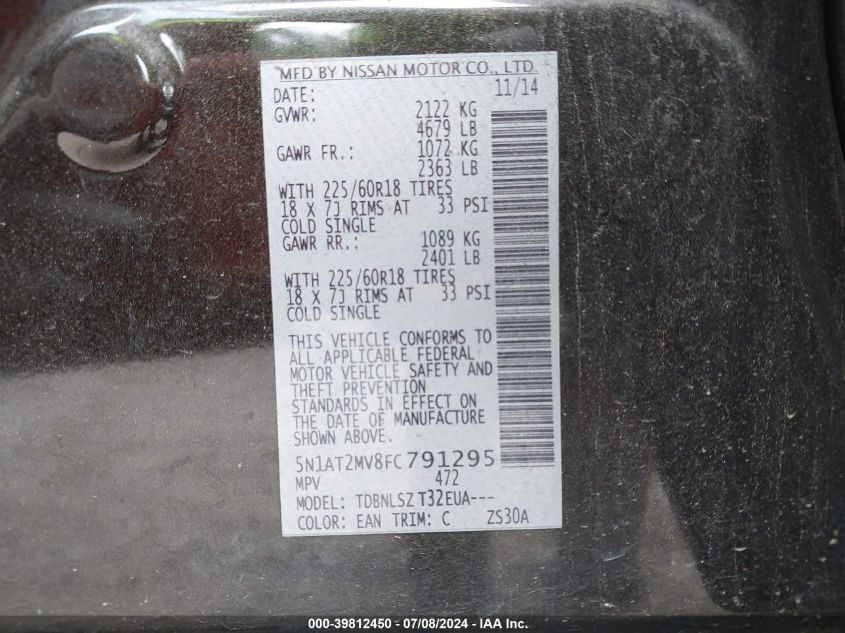 MFD BY NISSAN MOTOR CO., LTD.
DATE: 11/14
GVWR: 2122 KG
4679 LB
GAWR FR.: 1072 KG
2363 LB
WITH 225/60R18 TIRES
18 X 7J RIMS AT 33 PSI
COLD SINGLE
GAWR RR.: 1089 KG
2401 LB
WITH 225/60R18 TIRES
18 X 7J RIMS AT 33 PSI
COLD SINGLE
THIS VEHICLE CONFORMS TO
ALL APPLICABLE FEDERAL
MOTOR VEHICLE SAFETY AND
THEFT PREVENTION
STANDARDS IN EFFECT ON
THE DATE OF MANUFACTURE
SHOWN ABOVE.
5N1AT2MV8FC791295
MPV 472
MODEL: TDBNLSZ T32EUA---
COLOR: EAN TRIM: C ZS30A
000-39812450 - 07/08/2024 - IAA Inc.